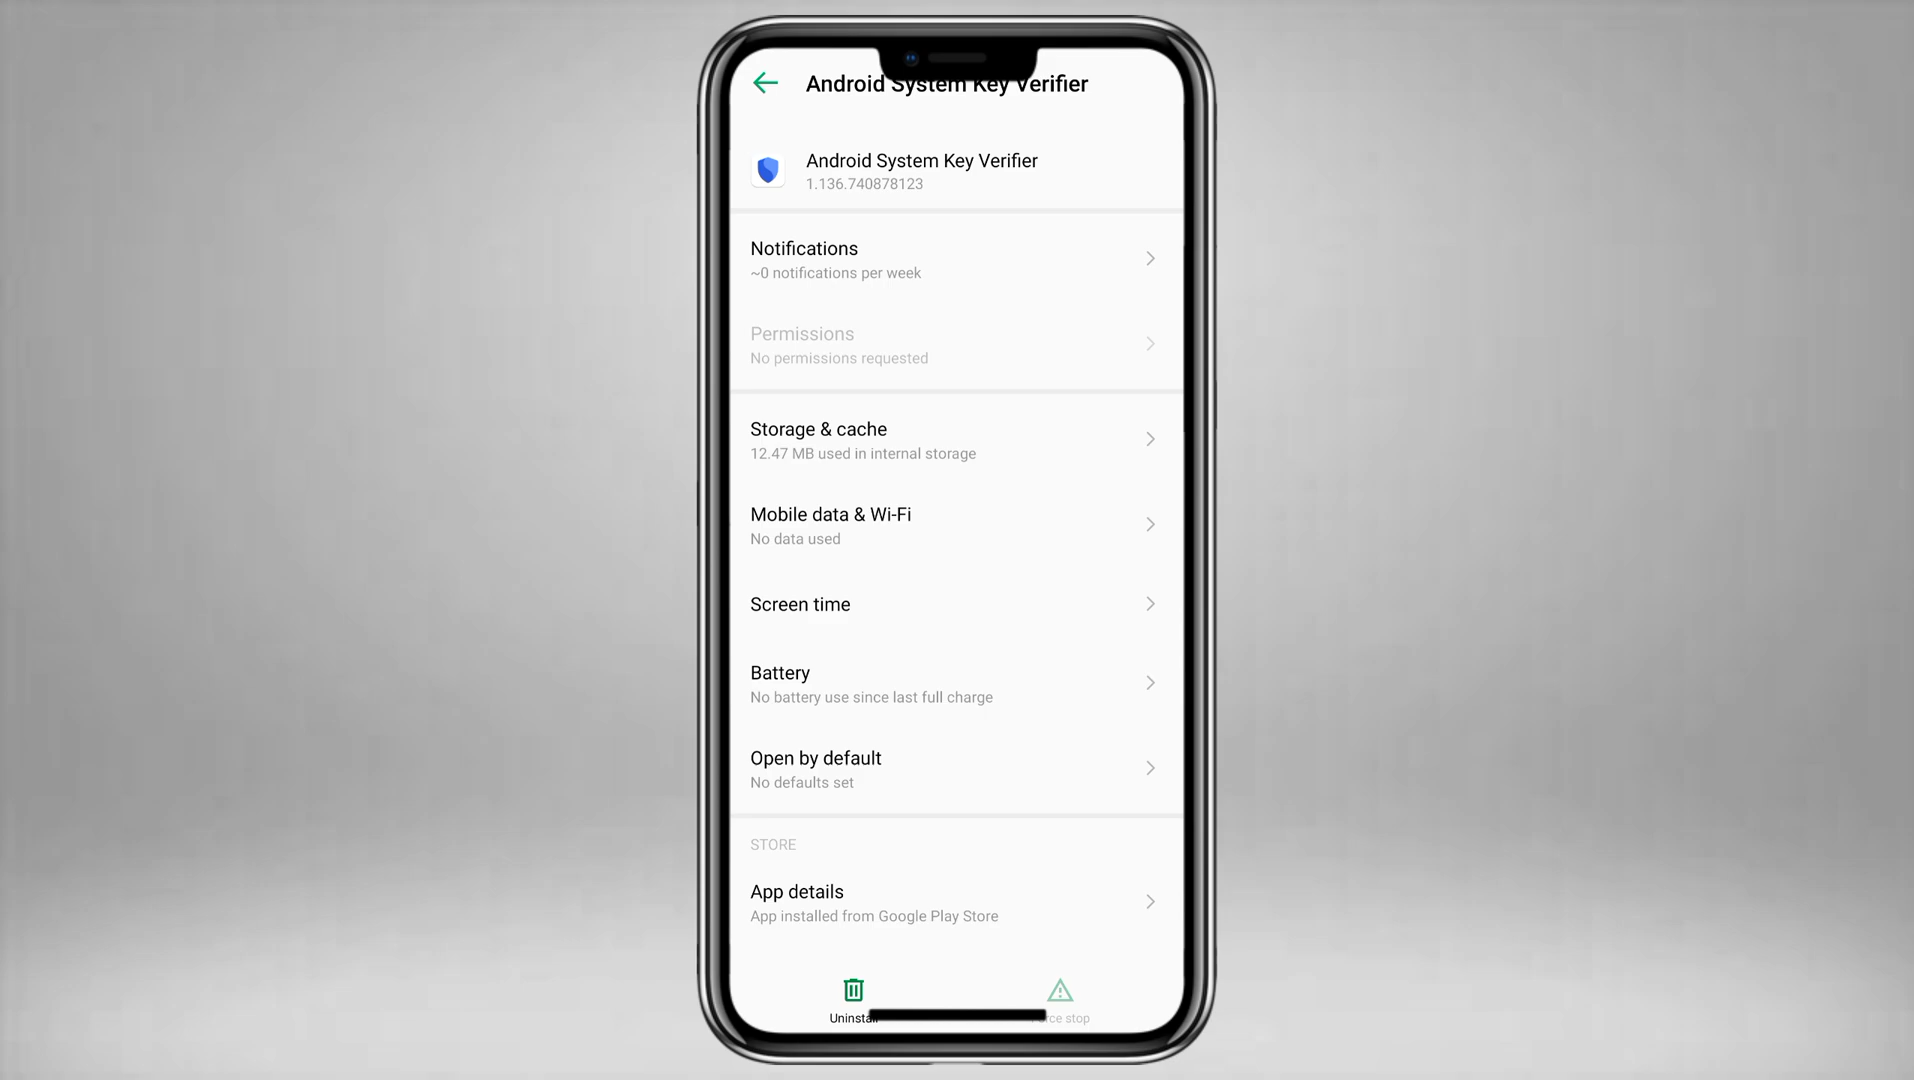 Android System Key Verifier
Android System Key Verifier
1.136.740878123
Notifications
~0 notifications per week
Permissions
No permissions requested
Storage & cache
12.47 MB used in internal storage
Mobile data & Wi-Fi
No data used
Screen time
Battery
No battery use since last full charge
Open by default
No defaults set
STORE
App details
App installed from Google Play Store
Uninstall
Force stop